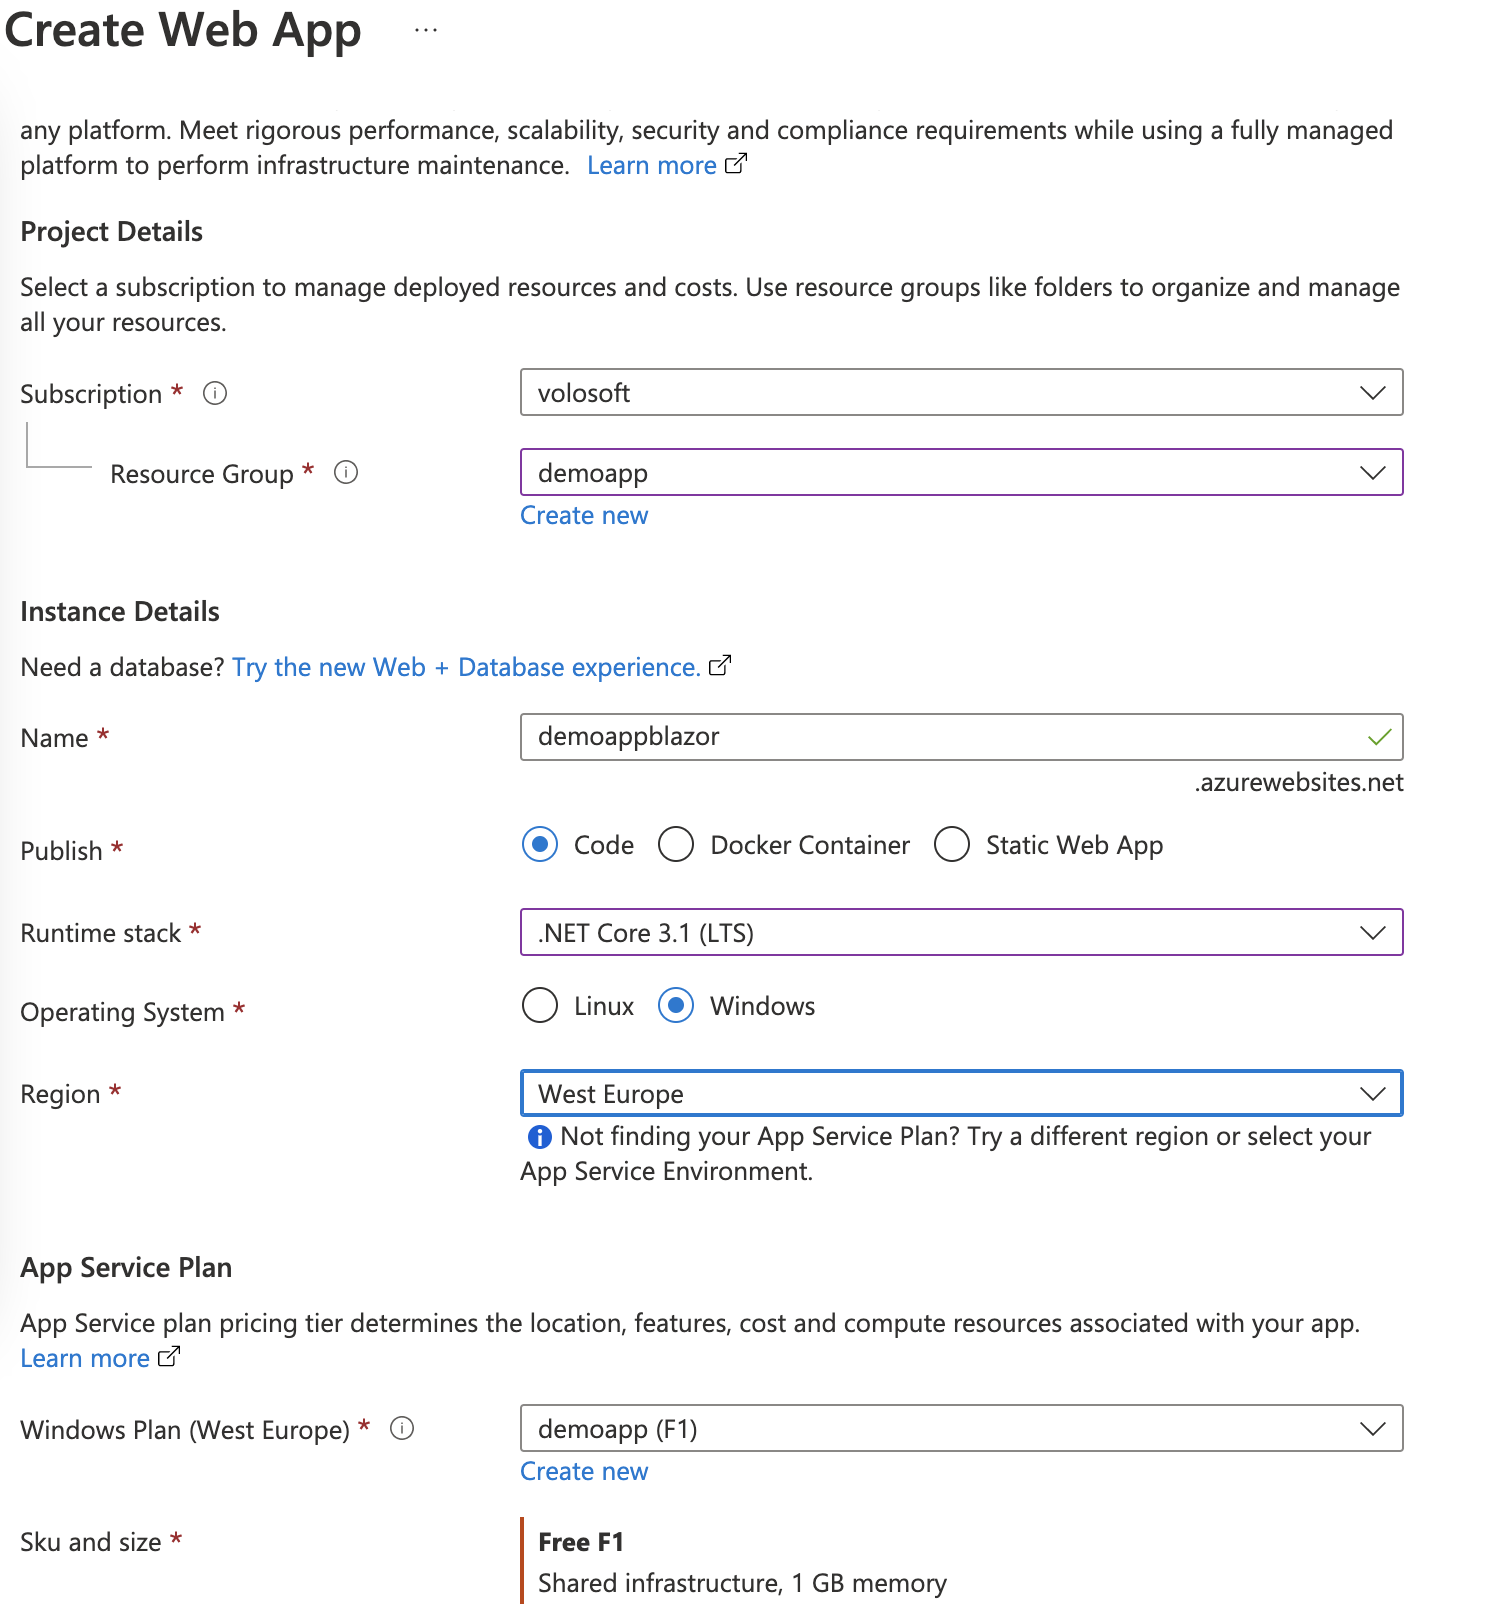 Create Web App ...
any platform. Meet rigorous performance, scalability, security and compliance requirements while using a fully managed
platform to perform infrastructure maintenance. Learn more
Project Details
Select a subscription to manage deployed resources and costs. Use resource groups like folders to organize and manage
all your resources.
Subscription *
volosoft
Resource Group *
demoapp
Create new
Instance Details
Need a database? Try the new Web + Database experience.
Name *
demoappblazor
.azurewebsites.net
Publish *
Code Docker Container Static Web App
Runtime stack *
.NET Core 3.1 (LTS)
Operating System *
Linux Windows
Region *
West Europe
Not finding your App Service Plan? Try a different region or select your
App Service Environment.
App Service Plan
App Service plan pricing tier determines the location, features, cost and compute resources associated with your app.
Learn more
Windows Plan (West Europe) *
demoapp (F1)
Create new
Sku and size *
Free F1
Shared infrastructure, 1 GB memory